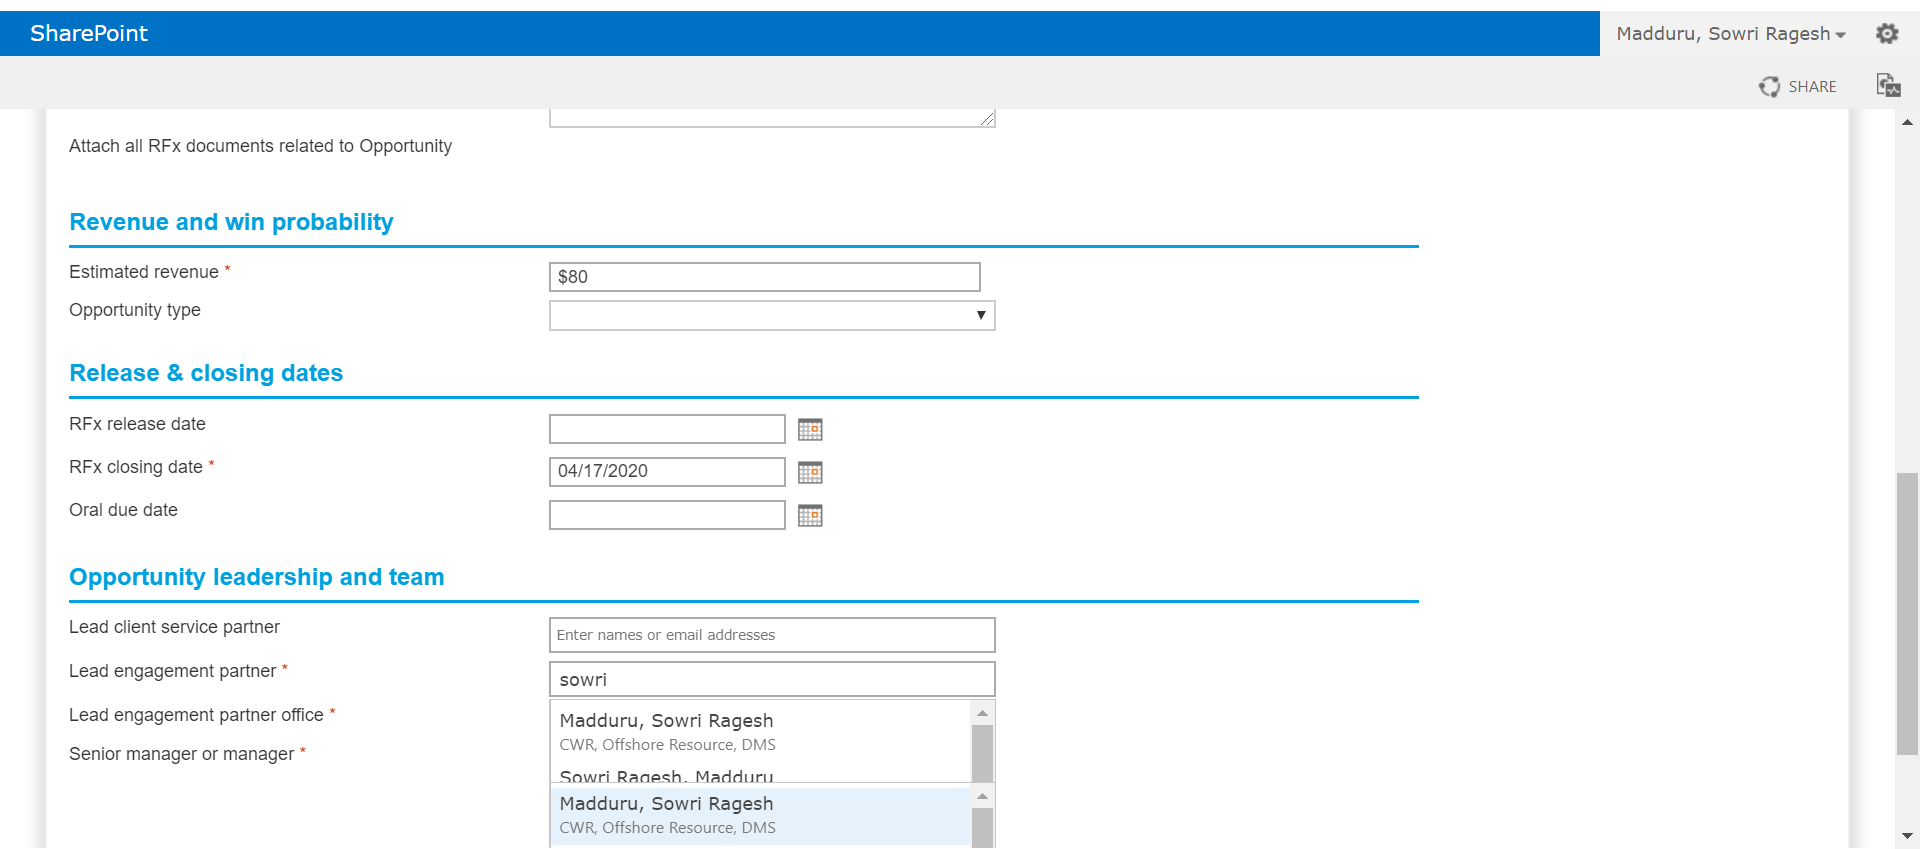 SharePoint
Madduru, Sowri Ragesh
SHARE
Attach all RFx documents related to Opportunity
Revenue and win probability
Estimated revenue *
$80
Opportunity type
Release & closing dates
RFx release date
RFx closing date *
04/17/2020
Oral due date
Opportunity leadership and team
Lead client service partner
Enter names or email addresses
Lead engagement partner *
sowri
Lead engagement partner office *
Madduru, Sowri Ragesh
CWR, Offshore Resource, DMS
Senior manager or manager *
Sowri Ragesh, Madduru
Madduru, Sowri Ragesh
CWR, Offshore Resource, DMS